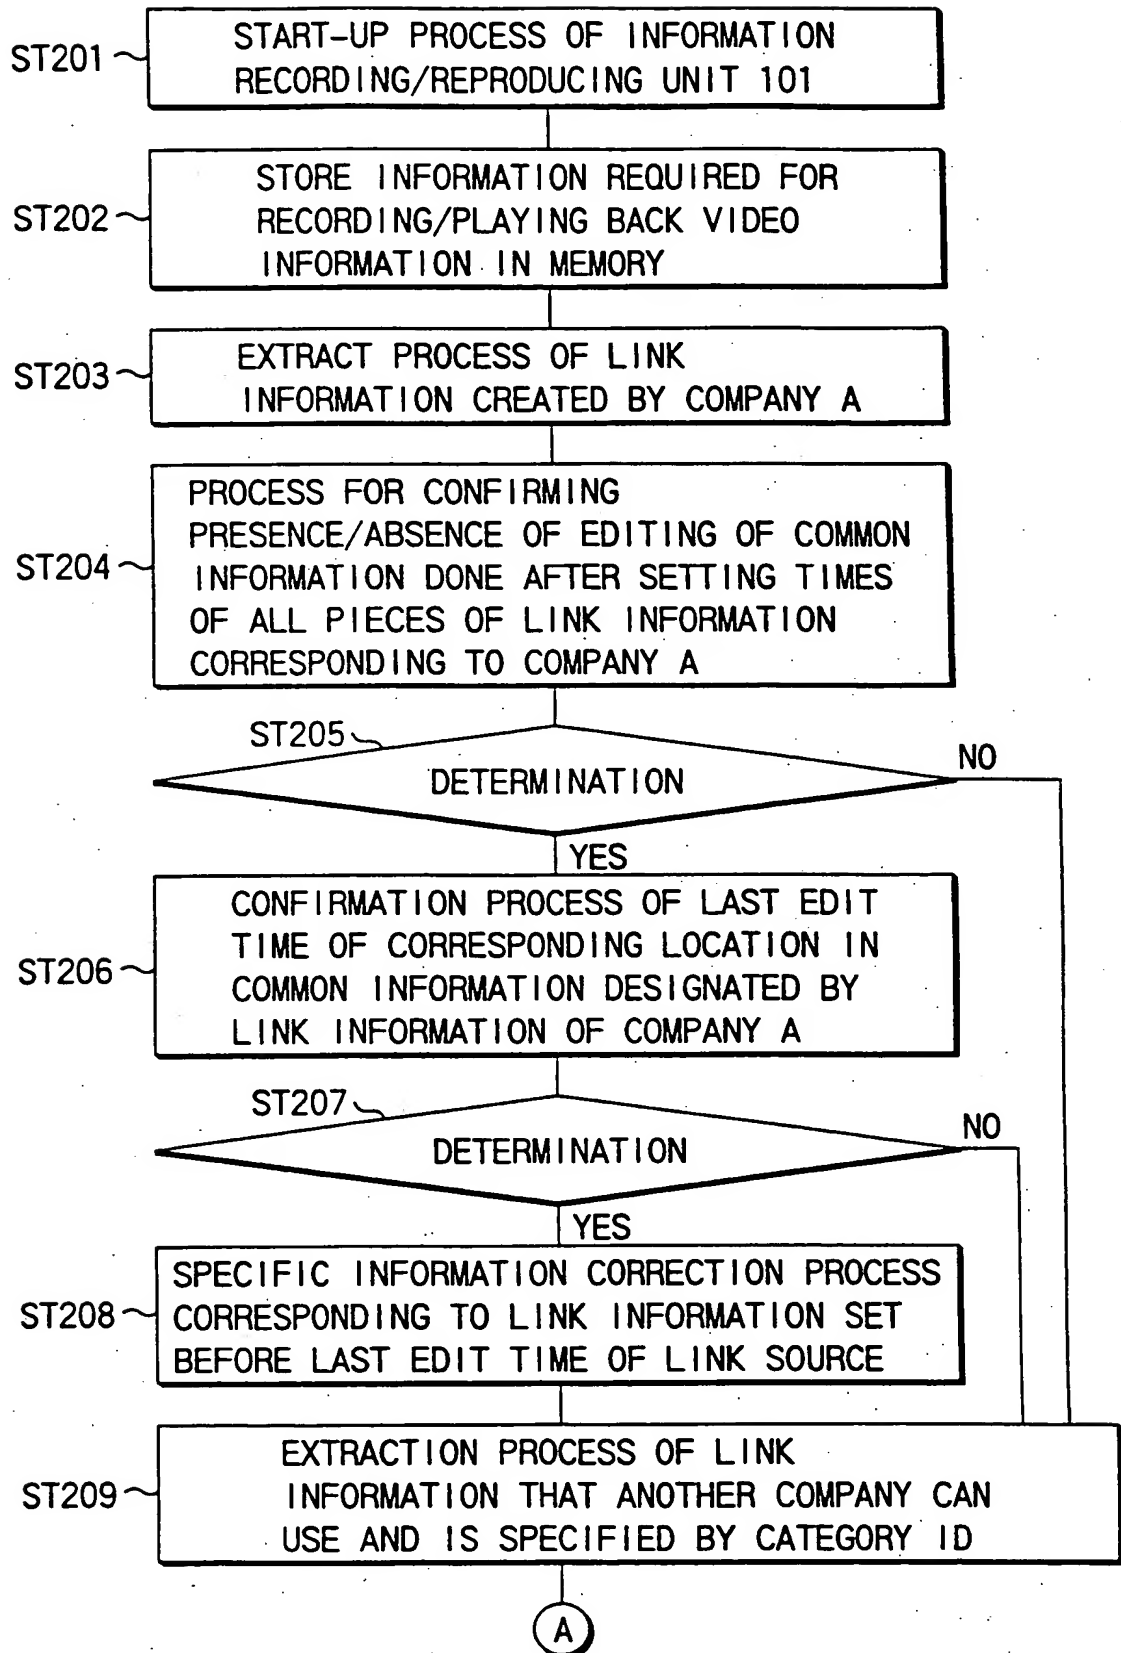 ST201
START-UP PROCESS OF INFORMATION
RECORDING/REPRODUCING UNIT 101
ST202
STORE INFORMATION REQUIRED FOR
RECORDING/PLAYING BACK VIDEO
INFORMATION IN MEMORY
ST203
EXTRACT PROCESS OF LINK
INFORMATION CREATED BY COMPANY A
ST204
PROCESS FOR CONFIRMING
PRESENCE/ABSENCE OF EDITING OF COMMON
INFORMATION DONE AFTER SETTING TIMES
OF ALL PIECES OF LINK INFORMATION
CORRESPONDING TO COMPANY A
ST205
DETERMINATION
NO
YES
ST206
CONFIRMATION PROCESS OF LAST EDIT
TIME OF CORRESPONDING LOCATION IN
COMMON INFORMATION DESIGNATED BY
LINK INFORMATION OF COMPANY A
ST207
DETERMINATION
NO
YES
ST208
SPECIFIC INFORMATION CORRECTION PROCESS
CORRESPONDING TO LINK INFORMATION SET
BEFORE LAST EDIT TIME OF LINK SOURCE
ST209
EXTRACTION PROCESS OF LINK
INFORMATION THAT ANOTHER COMPANY CAN
USE AND IS SPECIFIED BY CATEGORY ID
A